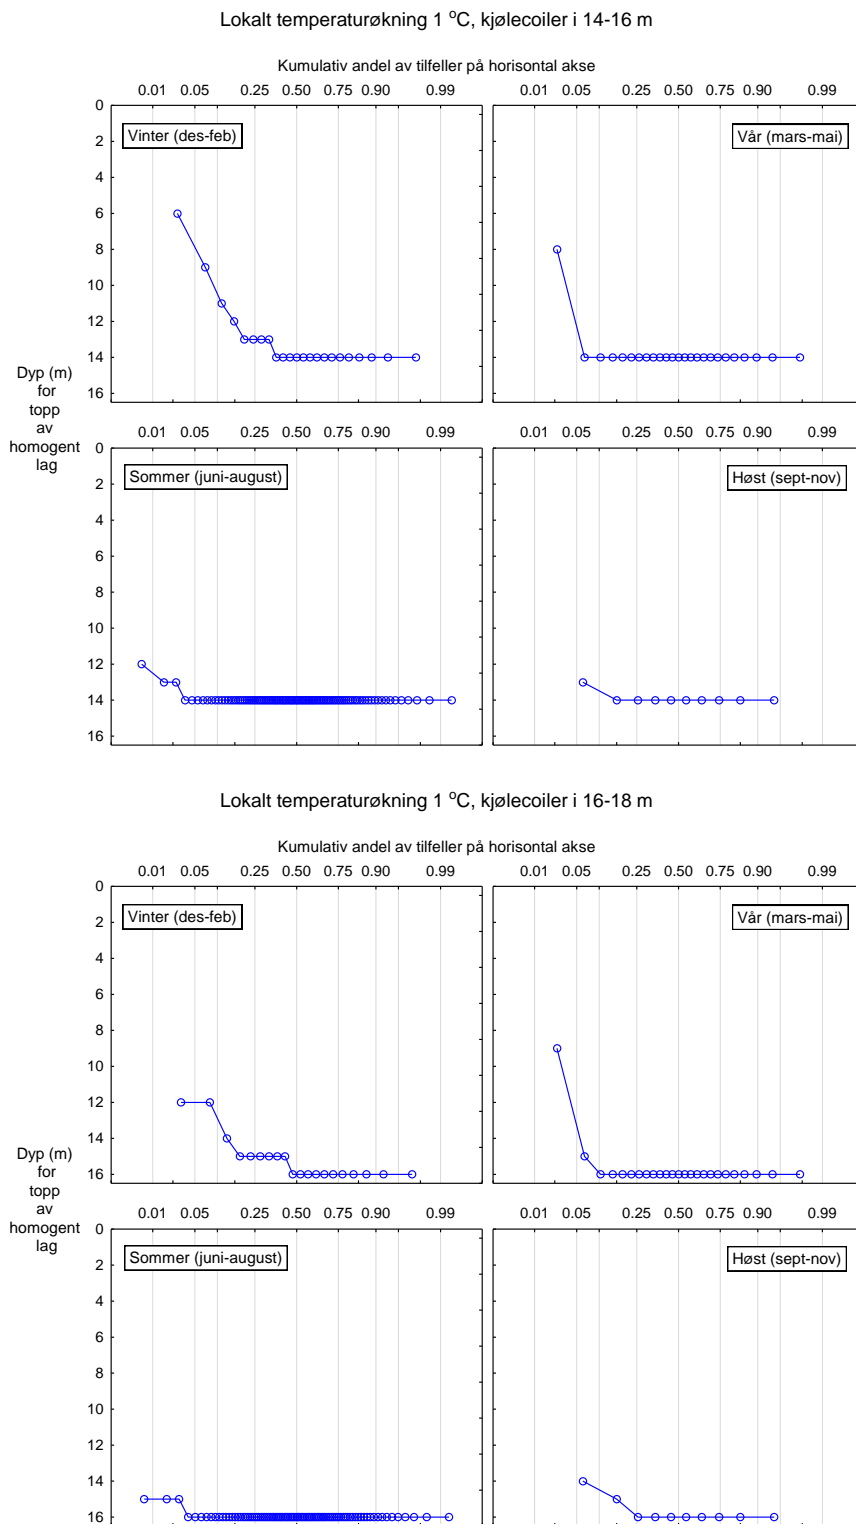 Lokalt temperaturøkning 1 °C, kjølecoiler i 14-16 m
Kumulativ andel av tilfeller på horisontal akse
0.01 0.05 0.25 0.50 0.75 0.90 0.99 0.01 0.05 0.25 0.50 0.75 0.90 0.99
0
Vinter (des-feb) Vår (mars-mai)
2
4
6
8
10
12
14
16
Dyp (m)
for
topp
av
homogent
lag
0.01 0.05 0.25 0.50 0.75 0.90 0.99 0.01 0.05 0.25 0.50 0.75 0.90 0.99
0
Sommer (juni-august) Høst (sept-nov)
2
4
6
8
10
12
14
16
Lokalt temperaturøkning 1 °C, kjølecoiler i 16-18 m
Kumulativ andel av tilfeller på horisontal akse
0.01 0.05 0.25 0.50 0.75 0.90 0.99 0.01 0.05 0.25 0.50 0.75 0.90 0.99
0
Vinter (des-feb) Vår (mars-mai)
2
4
6
8
10
12
14
16
Dyp (m)
for
topp
av
homogent
lag
0.01 0.05 0.25 0.50 0.75 0.90 0.99 0.01 0.05 0.25 0.50 0.75 0.90 0.99
0
Sommer (juni-august) Høst (sept-nov)
2
4
6
8
10
12
14
16